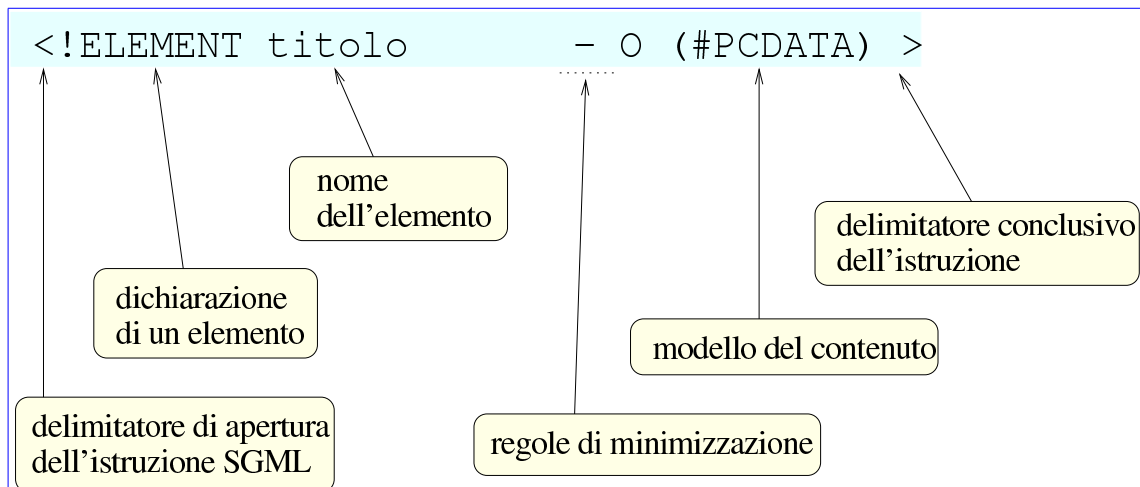 <!ELEMENT titolo - O (#PCDATA) >
nome
dell’elemento
delimitatore conclusivo
dell’istruzione
dichiarazione
di un elemento
modello del contenuto
delimitatore di apertura
dell’istruzione SGML
regole di minimizzazione